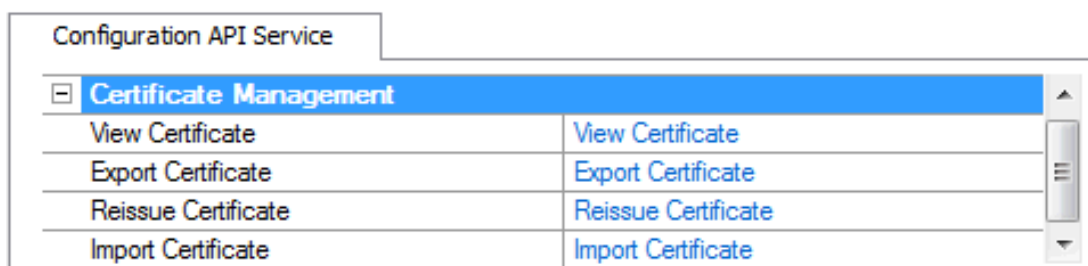 Configuration API Service
Certificate Management
View Certificate View Certificate
Export Certificate Export Certificate
Reissue Certificate Reissue Certificate
Import Certificate Import Certificate